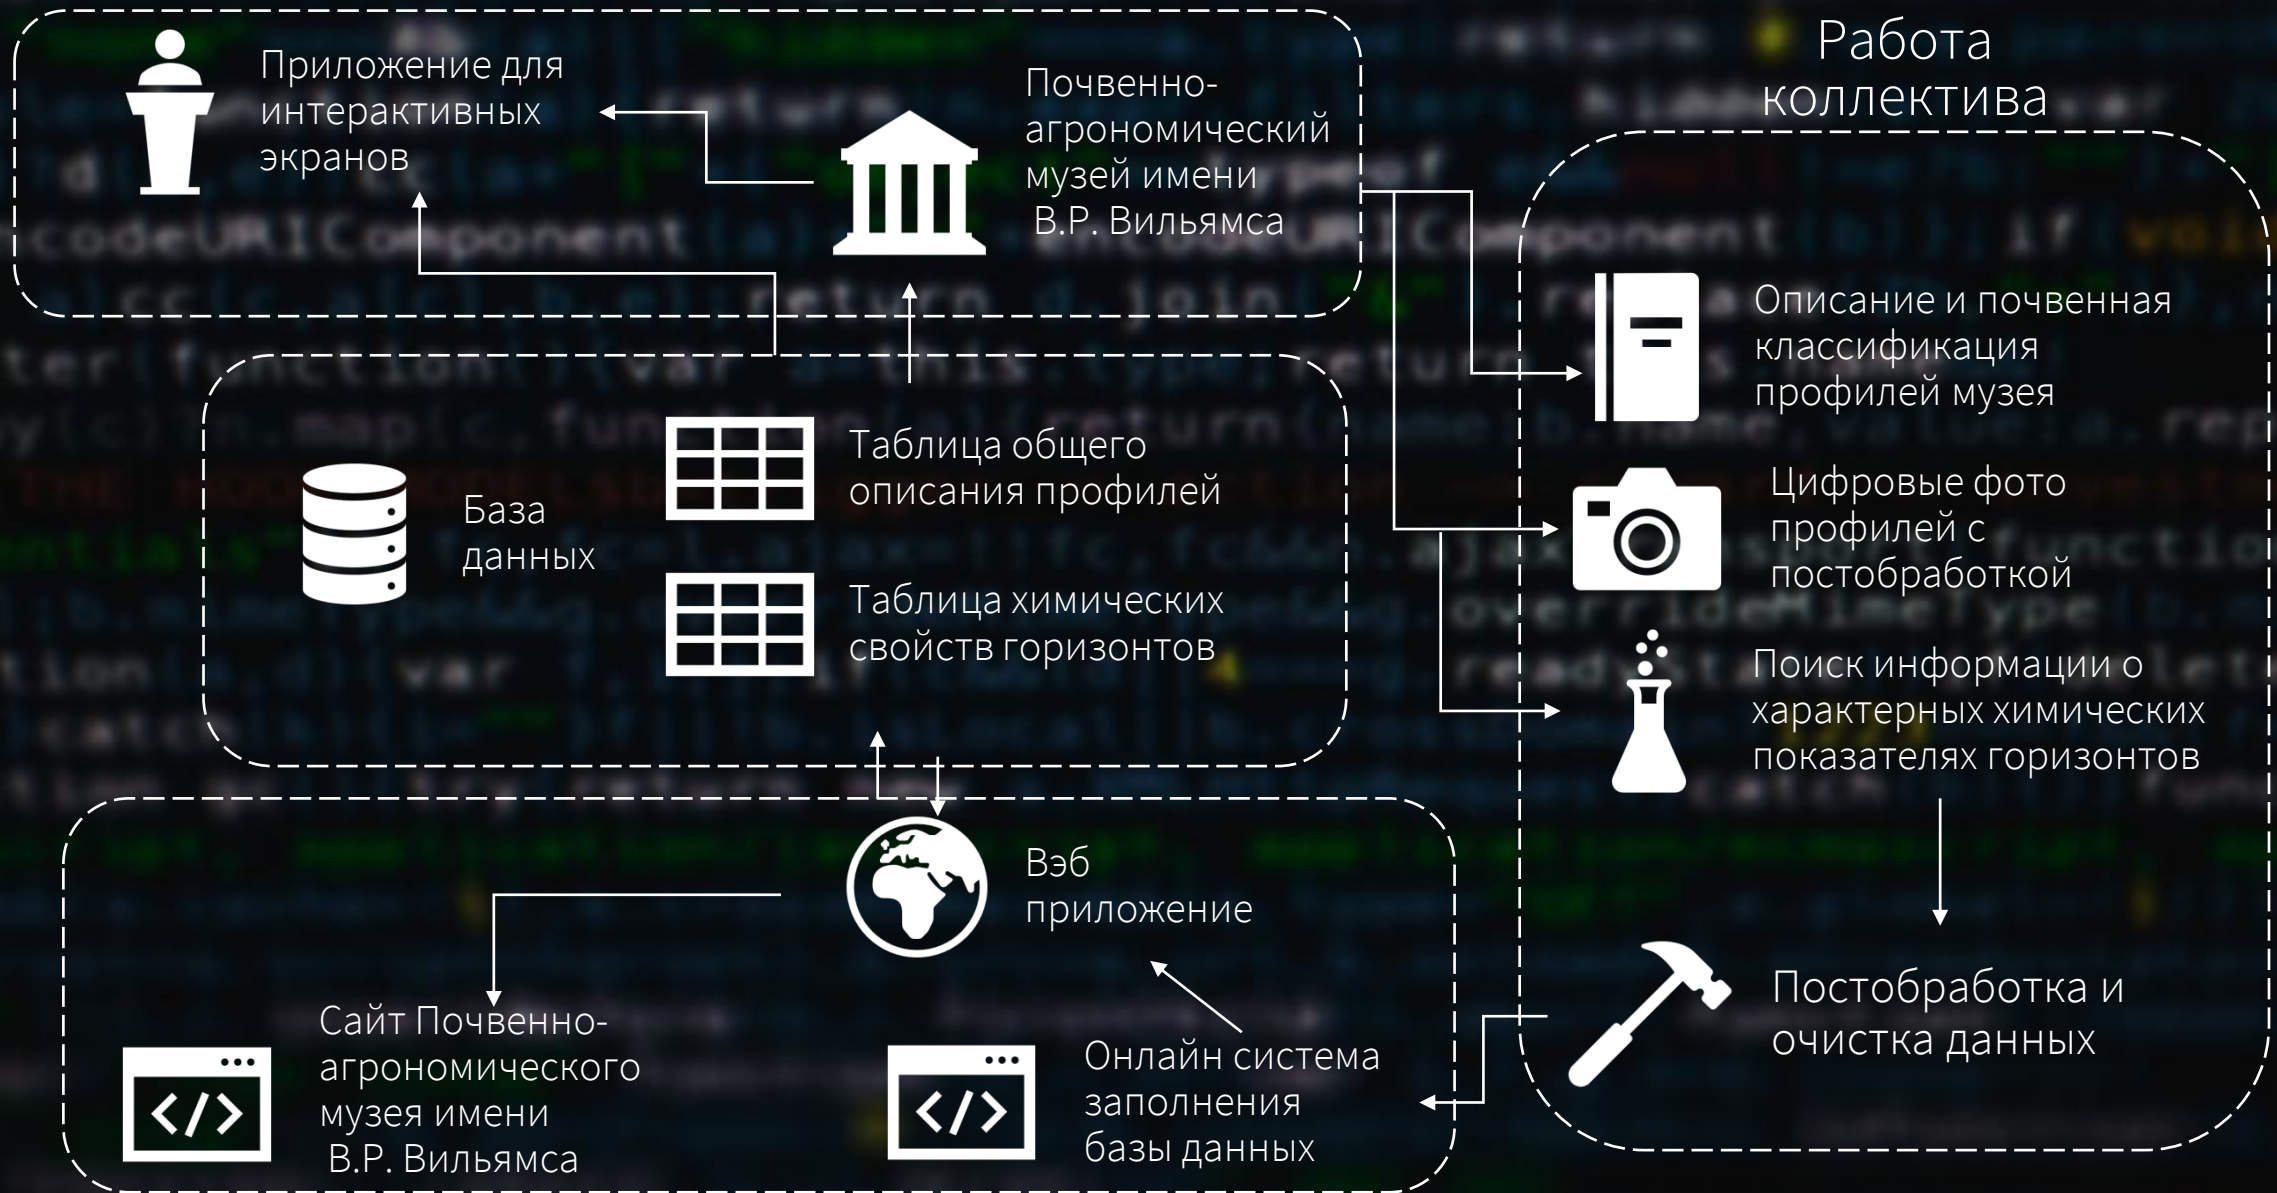 Приложение для
интерактивных
экранов
Почвенно-
агрономический
музей имени
В.Р. Вильямса
Работа
коллектива
Описание и почвенная
классификация
профилей музея
Цифровые фото
профилей с
постобработкой
Поиск информации о
характерных химических
показателях горизонтов
Постобработка и
очистка данных
База
данных
Таблица общего
описания профилей
Таблица химических
свойств горизонтов
Вэб
приложение
Сайт Почвенно-
агрономического
музея имени
В.Р. Вильямса
Онлайн система
заполнения
базы данных